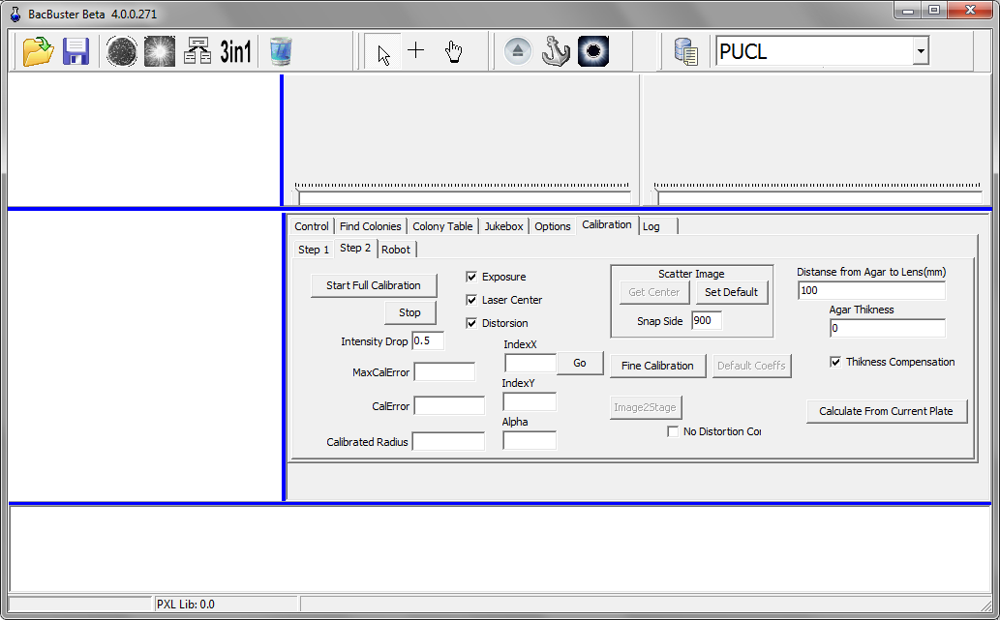 BacBuster Beta 4.0.0.271
3in1
PUCL
Control Find Colonies Colony Table Jukebox Options Calibration Log
Step 1 Step 2 Robot
Start Full Calibration
Stop
Intensity Drop 0.5
MaxCalError
CalError
Calibrated Radius
Exposure
Laser Center
Distorsion
IndexX
Go
IndexY
Alpha
Scatter Image
Get Center Set Default
Snap Side 900
Fine Calibration Default Coeffs
Image2Stage
No Distortion Cor
Distanse from Agar to Lens(mm)
100
Agar Thikness
0
Thikness Compensation
Calculate From Current Plate
PXL Lib: 0.0